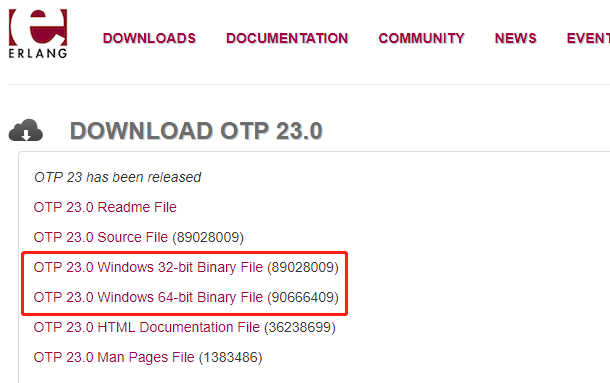 ERLANG
DOWNLOADS DOCUMENTATION COMMUNITY NEWS EVENT
DOWNLOAD OTP 23.0
OTP 23 has been released
OTP 23.0 Readme File
OTP 23.0 Source File (89028009)
OTP 23.0 Windows 32-bit Binary File (89028009)
OTP 23.0 Windows 64-bit Binary File (90666409)
OTP 23.0 HTML Documentation File (36238699)
OTP 23.0 Man Pages File (1383486)